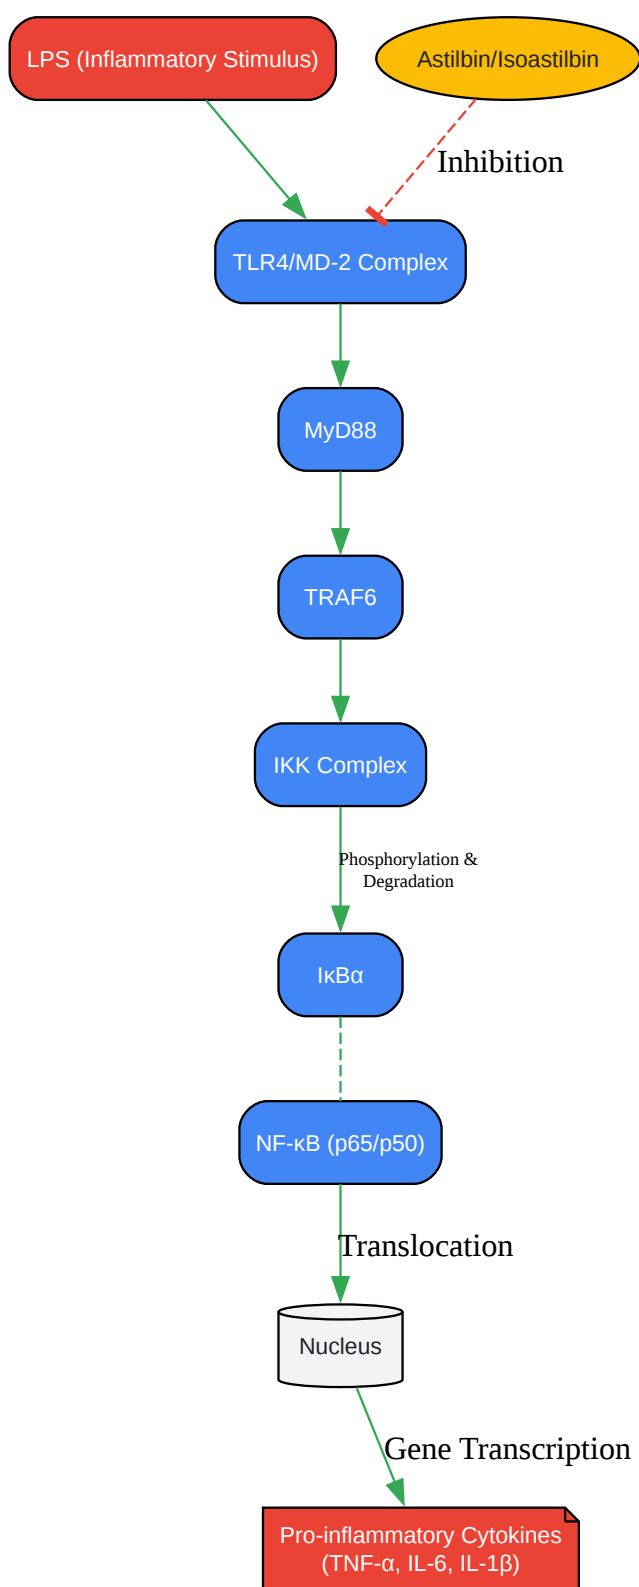 LPS (Inflammatory Stimulus)
Astilbin/Isoastilbin
Inhibition
TLR4/MD-2 Complex
MyD88
TRAF6
IKK Complex
Phosphorylation &
Degradation
IκBα
NF-κB (p65/p50)
Translocation
Nucleus
Gene Transcription
Pro-inflammatory Cytokines
(TNF-α, IL-6, IL-1β)